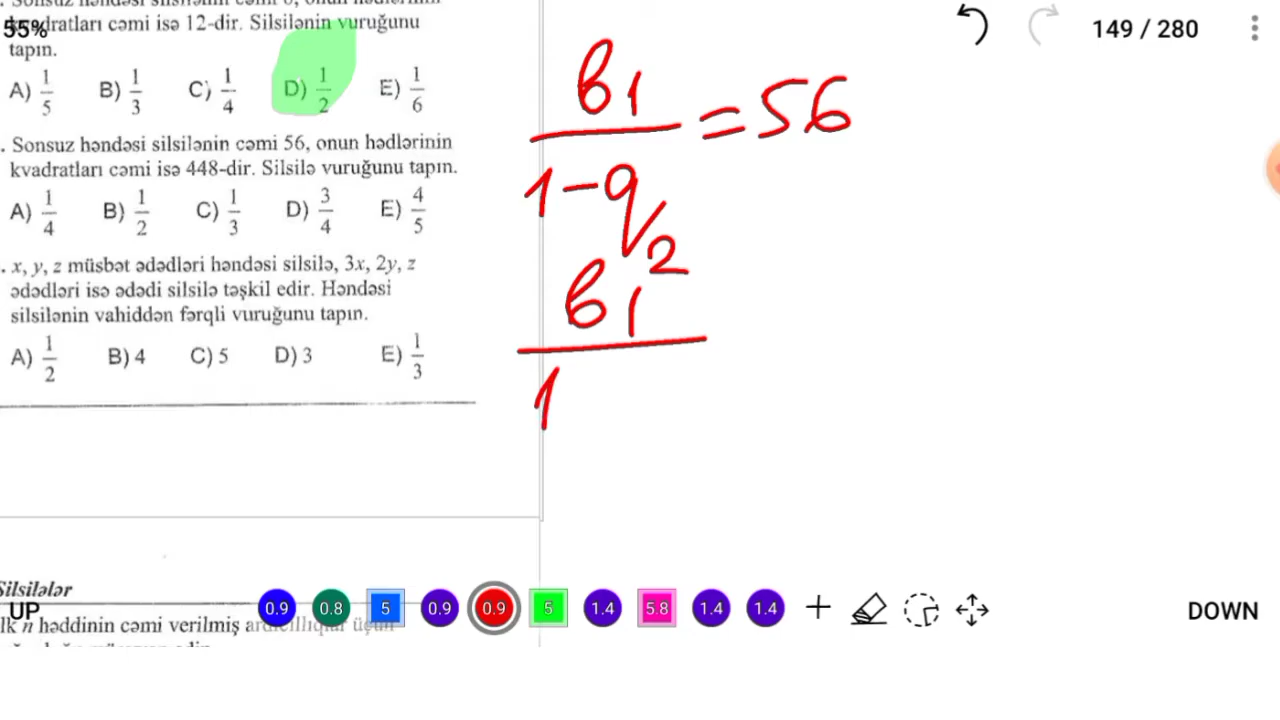 55%
kvadratları cəmi isə 12-dir. Silsilənin vuruğunu
tapın.
A) 1/5 B) 1/3 C) 1/4 D) 1/2 E) 1/6
. Sonsuz həndəsi silsilənin cəmi 56, onun hədlərinin
kvadratları cəmi isə 448-dir. Silsilə vuruğunu tapın.
A) 1/4 B) 1/2 C) 1/3 D) 3/4 E) 4/5
. x, y, z müsbət ədədləri həndəsi silsilə, 3x, 2y, z
ədədləri isə ədədi silsilə təşkil edir. Həndəsi
silsilənin vahiddən fərqli vuruğunu tapın.
A) 1/2 B) 4 C) 5 D) 3 E) 1/3
Silsilələr
lk n həddinin cəmi verilmiş
b1
1-q
= 56
2
b1
1
149 / 280
UP
0.9 0.8 5 0.9 0.9 5 1.4 5.8 1.4 1.4
DOWN